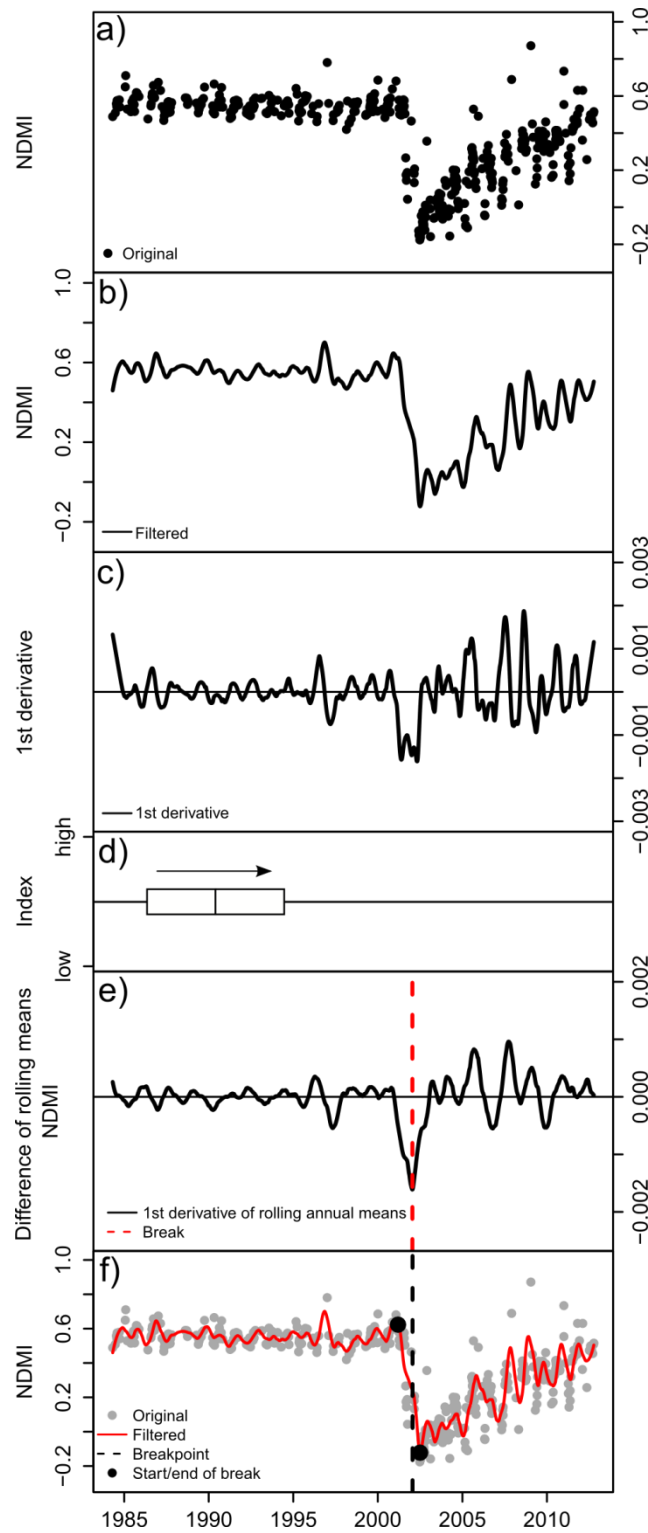 a)
1.0
0.6
0.2
−0.2
NDMI
Original
b)
1.0
0.6
0.2
−0.2
NDMI
Filtered
c)
0.003
0.001
−0.001
−0.003
1st derivative
1st derivative
d)
high
low
Index
e)
0.002
0.000
−0.002
Difference of rolling means
NDMI
1st derivative of rolling annual means
Break
f)
1.0
0.6
0.2
−0.2
NDMI
Original
Filtered
Breakpoint
Start/end of break
1985 1990 1995 2000 2005 2010